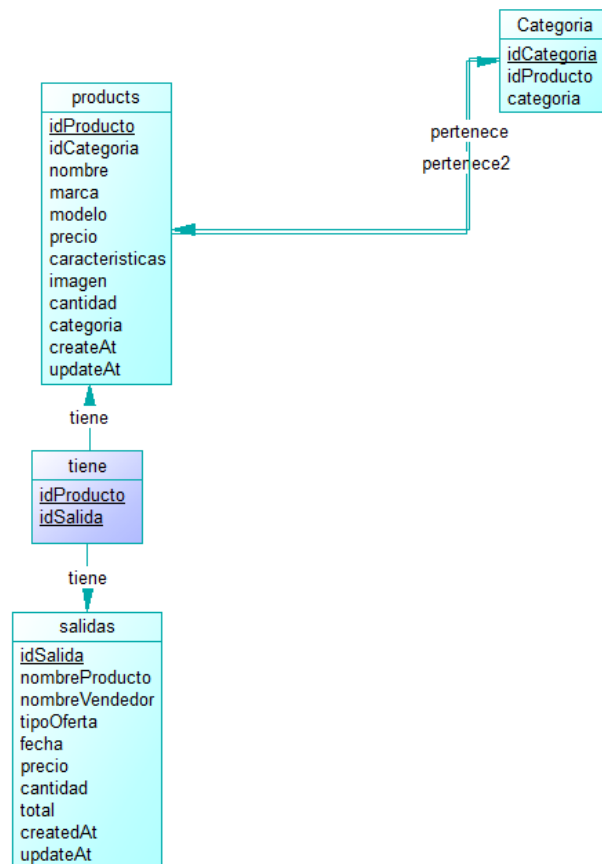 Categoria
idCategoria
idProducto
categoria
pertenece
pertenece2
products
idProducto
idCategoria
nombre
marca
modelo
precio
caracteristicas
imagen
cantidad
categoria
createAt
updateAt
tiene
tiene
idProducto
idSalida
tiene
salidas
idSalida
nombreProducto
nombreVendedor
tipoOferta
fecha
precio
cantidad
total
createdAt
updateAt